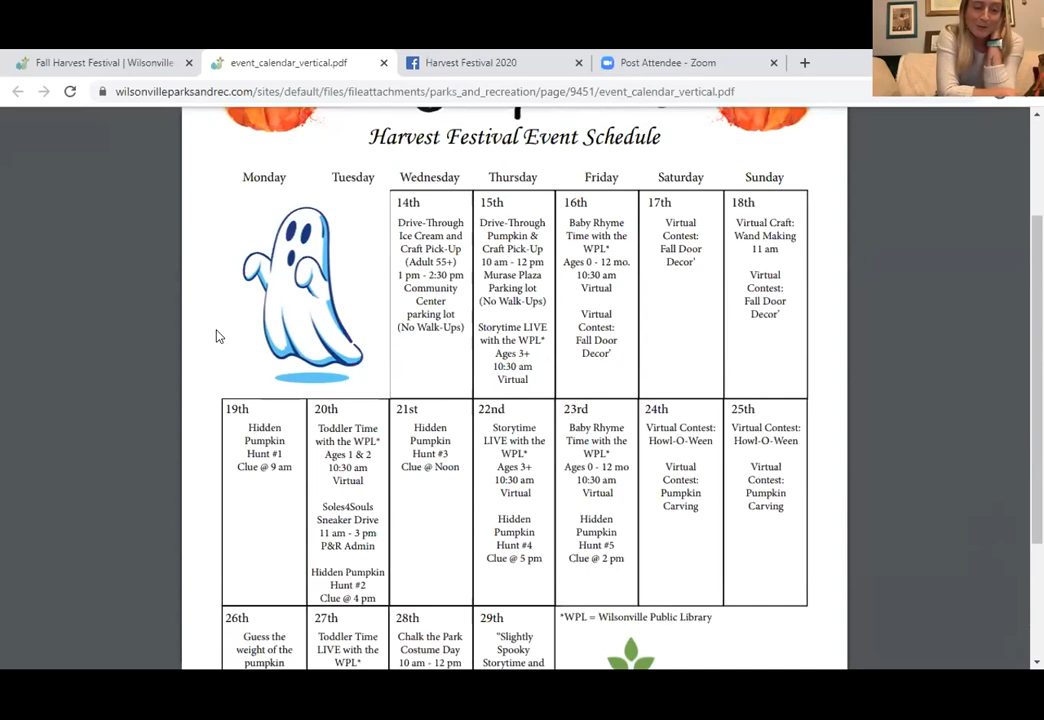 Fall Harvest Festival | Wilsonville
event_calendar_vertical.pdf
Harvest Festival 2020
Post Attendee - Zoom
wilsonvilleparksandrec.com/sites/default/files/fileattachments/parks_and_recreation/page/9451/event_calendar_vertical.pdf
Harvest Festival Event Schedule
Monday Tuesday Wednesday Thursday Friday Saturday Sunday
14th
Drive-Through
Ice Cream and
Craft Pick-Up
(Adult 55+)
1 pm - 2:30 pm
Community
Center
parking lot
(No Walk-Ups)
15th
Drive-Through
Pumpkin &
Craft Pick-Up
10 am - 12 pm
Murase Plaza
Parking lot
(No Walk-Ups)
Storytime LIVE
with the WPL*
Ages 3+
10:30 am
Virtual
16th
Baby Rhyme
Time with the
WPL*
Ages 0 - 12 mo.
10:30 am
Virtual
Virtual
Contest:
Fall Door
Decor'
17th
Virtual
Contest:
Fall Door
Decor'
18th
Virtual Craft:
Wand Making
11 am
Virtual
Contest:
Fall Door
Decor'
19th
Hidden
Pumpkin
Hunt #1
Clue @ 9 am
20th
Toddler Time
with the WPL*
Ages 1 & 2
10:30 am
Virtual
Soles4Souls
Sneaker Drive
11 am - 3 pm
P&R Admin
Hidden Pumpkin
Hunt #2
Clue @ 4 pm
21st
Hidden
Pumpkin
Hunt #3
Clue @ Noon
22nd
Storytime
LIVE with the
WPL*
Ages 3+
10:30 am
Virtual
Hidden
Pumpkin
Hunt #4
Clue @ 5 pm
23rd
Baby Rhyme
Time with the
WPL*
Ages 0 - 12 mo
10:30 am
Virtual
Hidden
Pumpkin
Hunt #5
Clue @ 2 pm
24th
Virtual Contest:
Howl-O-Ween
Virtual
Contest:
Pumpkin
Carving
25th
Virtual Contest:
Howl-O-Ween
Virtual
Contest:
Pumpkin
Carving
26th
Guess the
weight of the
pumpkin
27th
Toddler Time
LIVE with the
WPL*
28th
Chalk the Park
Costume Day
10 am - 12 pm
29th
"Slightly
Spooky
Storytime and
*WPL = Wilsonville Public Library